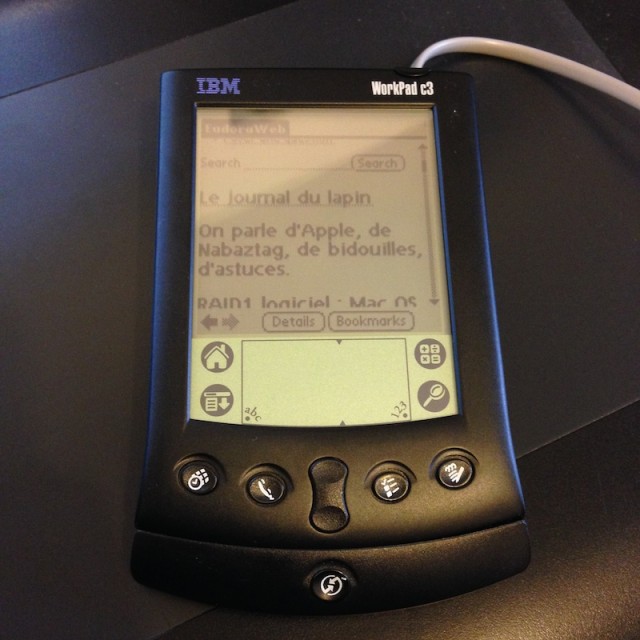 IBM
WorkPad c3
EudoraWeb
Search
Search
Le journal du lapin
On parle d'Apple, de
Nabaztag, de bidouilles,
d'astuces.
RAID1 logiciel : Mac OS
Details
Bookmarks
abc
123